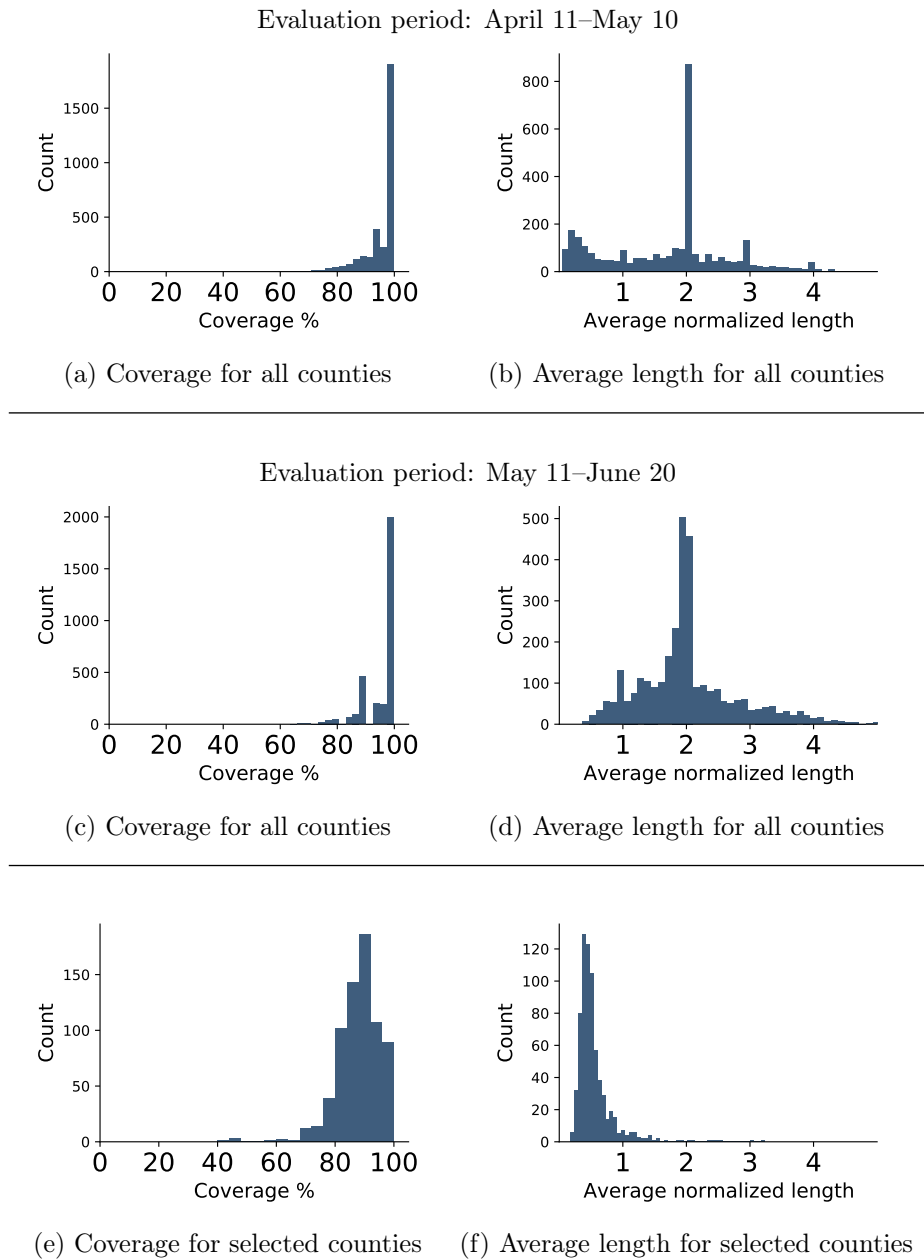 Evaluation period: April 11–May 10
1500
1000
500
0
Count
0 20 40 60 80 100
Coverage %
800
600
400
200
0
Count
1 2 3 4
Average normalized length
(a) Coverage for all counties
(b) Average length for all counties
Evaluation period: May 11–June 20
2000
1500
1000
500
0
Count
0 20 40 60 80 100
Coverage %
500
400
300
200
100
0
Count
1 2 3 4
Average normalized length
(c) Coverage for all counties
(d) Average length for all counties
150
100
50
0
Count
0 20 40 60 80 100
Coverage %
120
100
80
60
40
20
0
Count
1 2 3 4
Average normalized length
(e) Coverage for selected counties
(f) Average length for selected counties